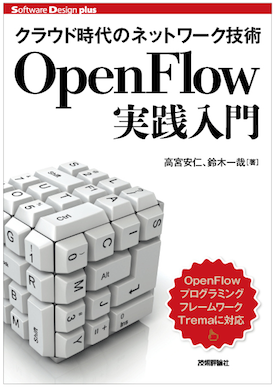 Software Design plus
クラウド時代のネットワーク技術
OpenFlow
実践入門
高宮安仁、鈴木一哉[著]
OpenFlow
プログラミング
フレームワーク
Tremaに対応
技術評論社